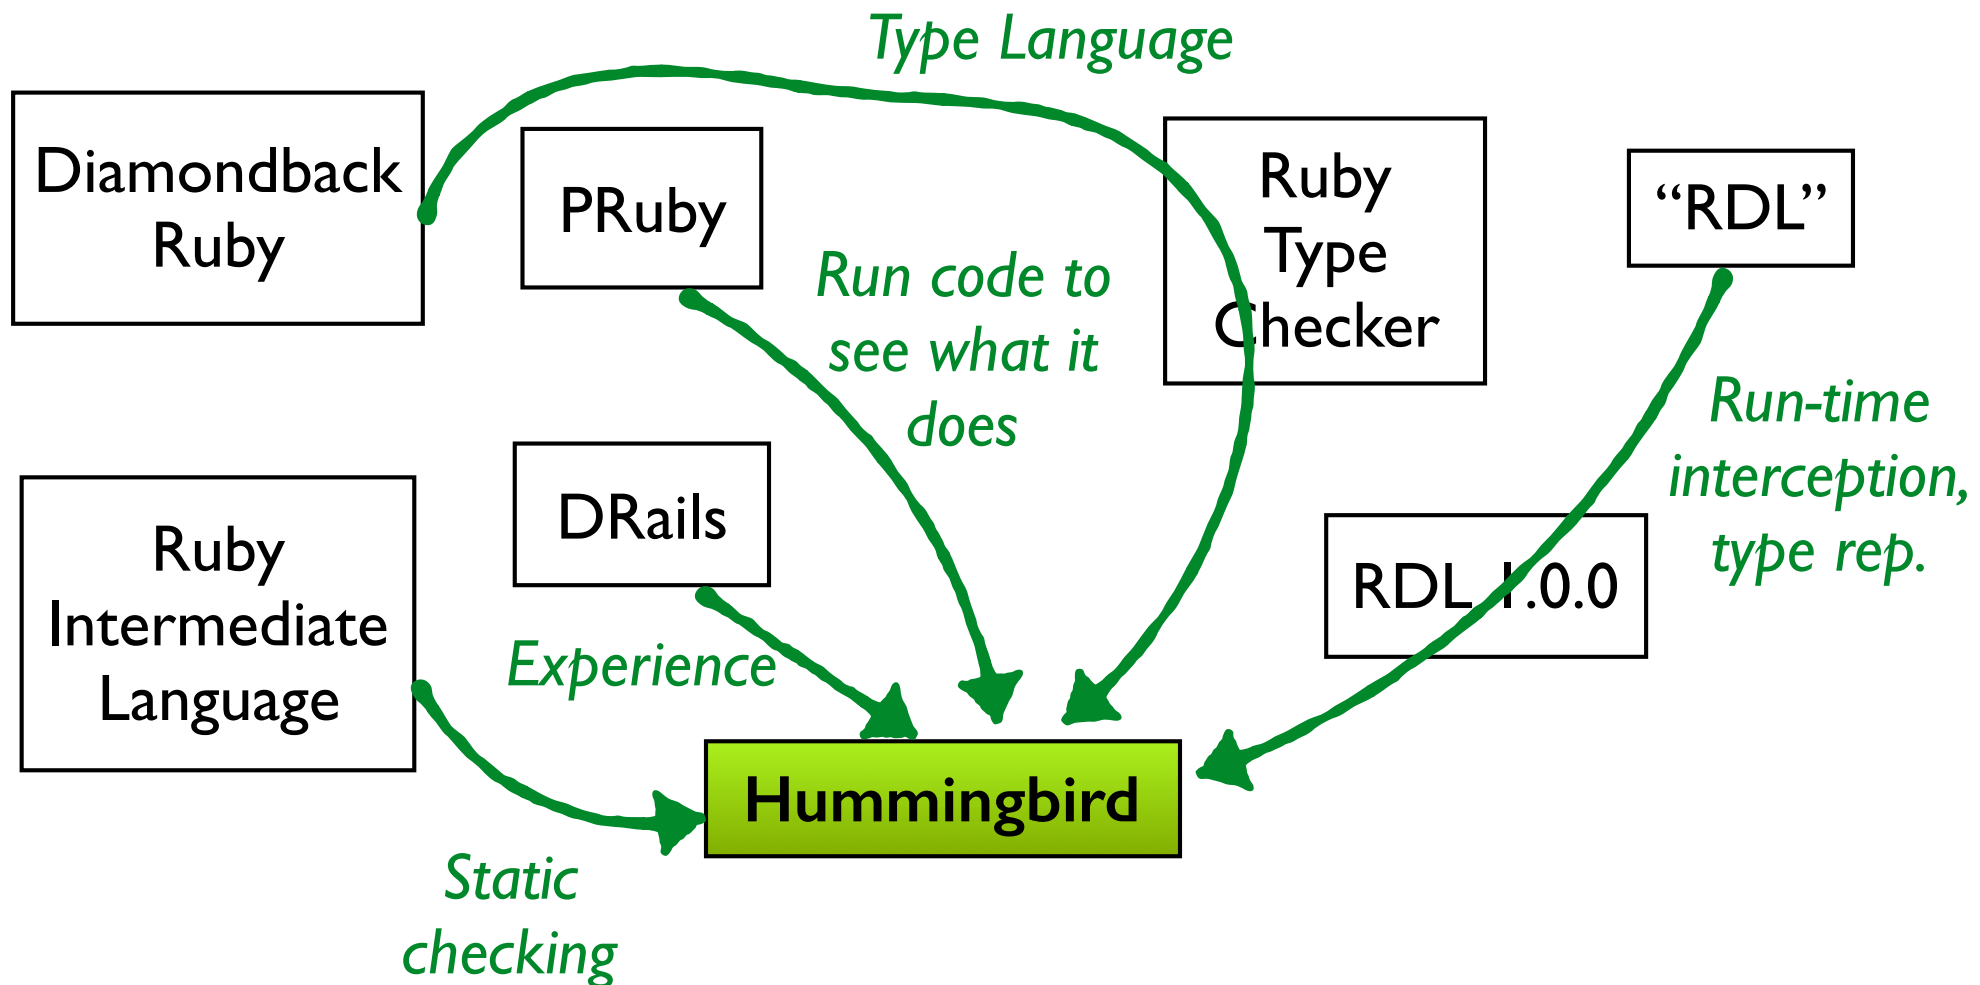 Type Language
Diamondback
Ruby
PRuby
Ruby
Type
Checker
“RDL”
Run code to
see what it
does
Run-time
interception,
type rep.
Ruby
Intermediate
Language
DRails
RDL 1.0.0
Experience
Hummingbird
Static
checking